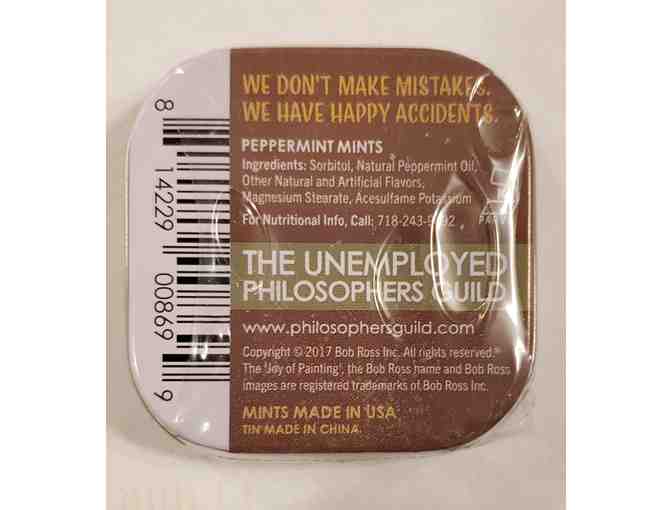 WE DON'T MAKE MISTAKES.
WE HAVE HAPPY ACCIDENTS.
PEPPERMINT MINTS
Ingredients: Sorbitol, Natural Peppermint Oil,
Other Natural and Artificial Flavors,
Magnesium Stearate, Acesulfame Potassium
For Nutritional Info, Call:
THE UNEMPLOYED
PHILOSOPHERS GUILD
www.philosophersguild.com
Copyright © 2017 Bob Ross Inc. All rights reserved.®
The 'Joy of Painting', the Bob Ross name and Bob Ross
images are registered trademarks of Bob Ross Inc.
MINTS MADE IN USA
TIN MADE IN CHINA.
8 14229 00869 9